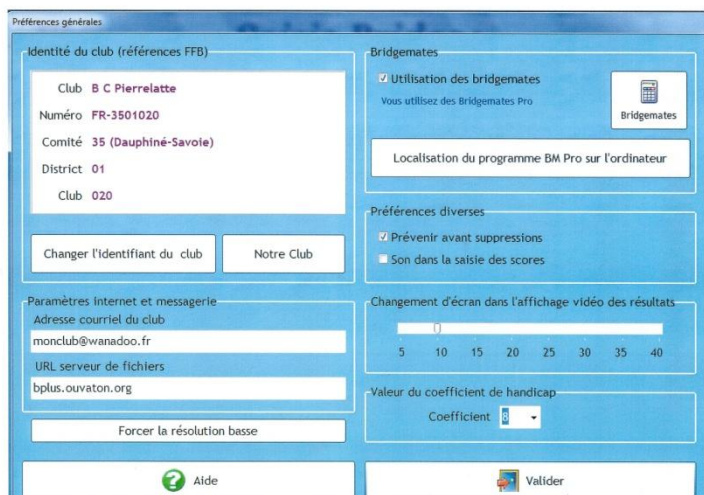 Préférences générales
Identité du club (références FFB)
Club B C Pierrelatte
Numéro FR-3501020
Comité 35 (Dauphiné-Savoie)
District 01
Club 020
Changer l'identifiant du club
Notre Club
Paramètres internet et messagerie
Adresse courriel du club
monclub@wanadoo.fr
URL serveur de fichiers
bplus.ouvaton.org
Forcer la résolution basse
Aide
Bridgemates
Utilisation des bridgemates
Vous utilisez des Bridgemates Pro
Bridgemates
Localisation du programme BM Pro sur l'ordinateur
Préférences diverses
Prévenir avant suppressions
Son dans la saisie des scores
Changement d'écran dans l'affichage vidéo des résultats
5 10 15 20 25 30 35 40
Valeur du coefficient de handicap
Coefficient 8
Valider